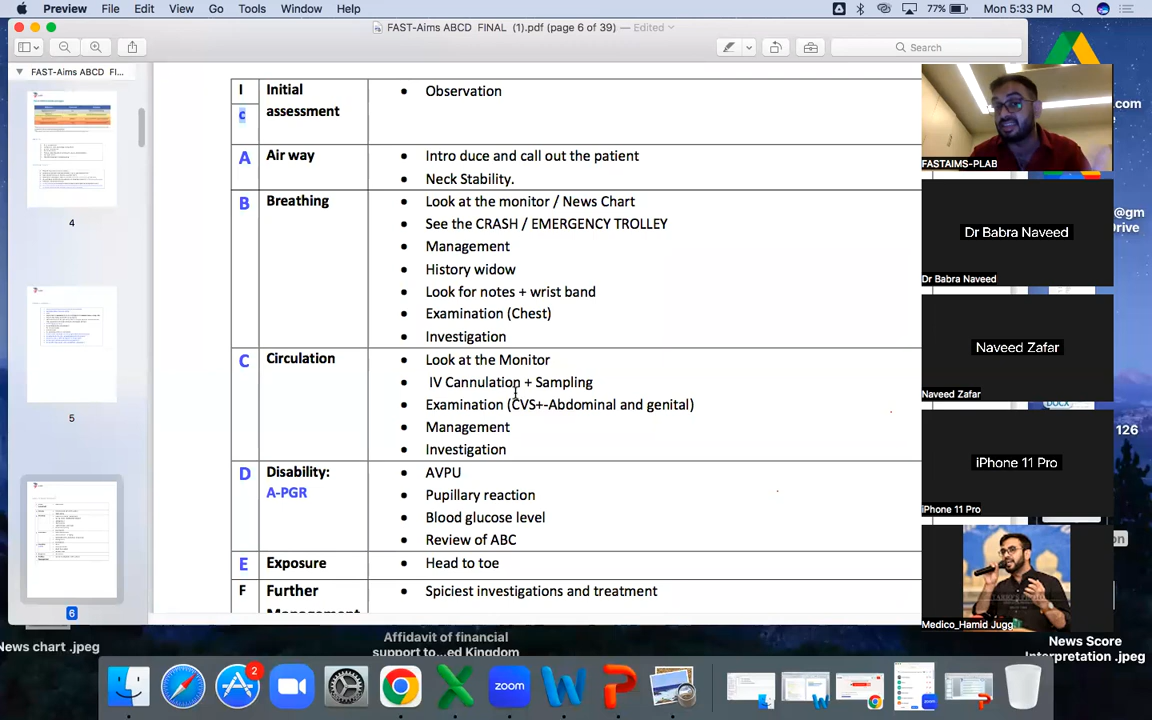 Preview File Edit View Go Tools Window Help 77% Mon 5:33 PM
FAST-Aims ABCD FINAL (1).pdf (page 6 of 39) — Edited
Search
FAST-Aims ABCD FI...
4
5
6
I Initial assessment
c
Observation
A Air way
Intro duce and call out the patient
Neck Stability.
B Breathing
Look at the monitor / News Chart
See the CRASH / EMERGENCY TROLLEY
Management
History widow
Look for notes + wrist band
Examination (Chest)
Investigation
C Circulation
Look at the Monitor
IV Cannulation + Sampling
Examination (CVS+-Abdominal and genital)
Management
Investigation
D Disability:
A-PGR
AVPU
Pupillary reaction
Blood glucose level
Review of ABC
E Exposure
Head to toe
F Further
Management
Spiciest investigations and treatment
FASTAIMS-PLAB
Dr Babra Naveed
Dr Babra Naveed
Naveed Zafar
Naveed Zafar
iPhone 11 Pro
iPhone 11 Pro
Medico_Hamid Jugg
.com
@gm
Drive
DOCX
126
on
News chart .jpeg
Affidavit of financial
support to...ed Kingdom
News Score
Interpretation .jpeg
2
zoom